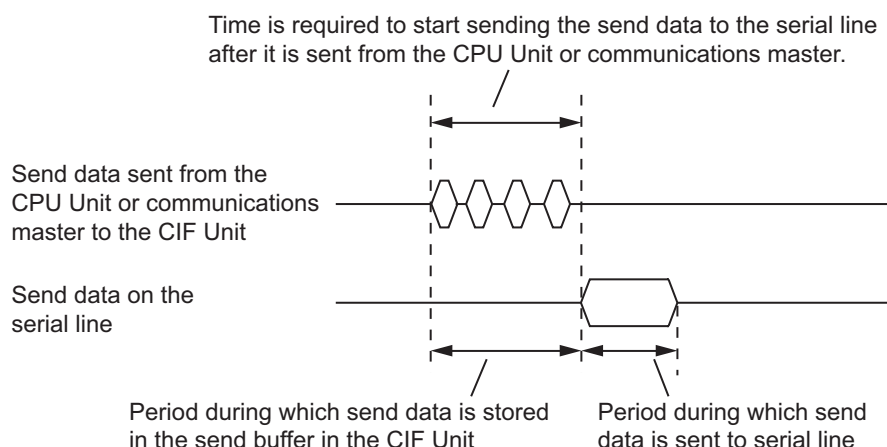 Time is required to start sending the send data to the serial line
after it is sent from the CPU Unit or communications master.
Send data sent from the
CPU Unit or communications
master to the CIF Unit
Send data on the
serial line
Period during which send data is stored
in the send buffer in the CIF Unit
Period during which send
data is sent to serial line